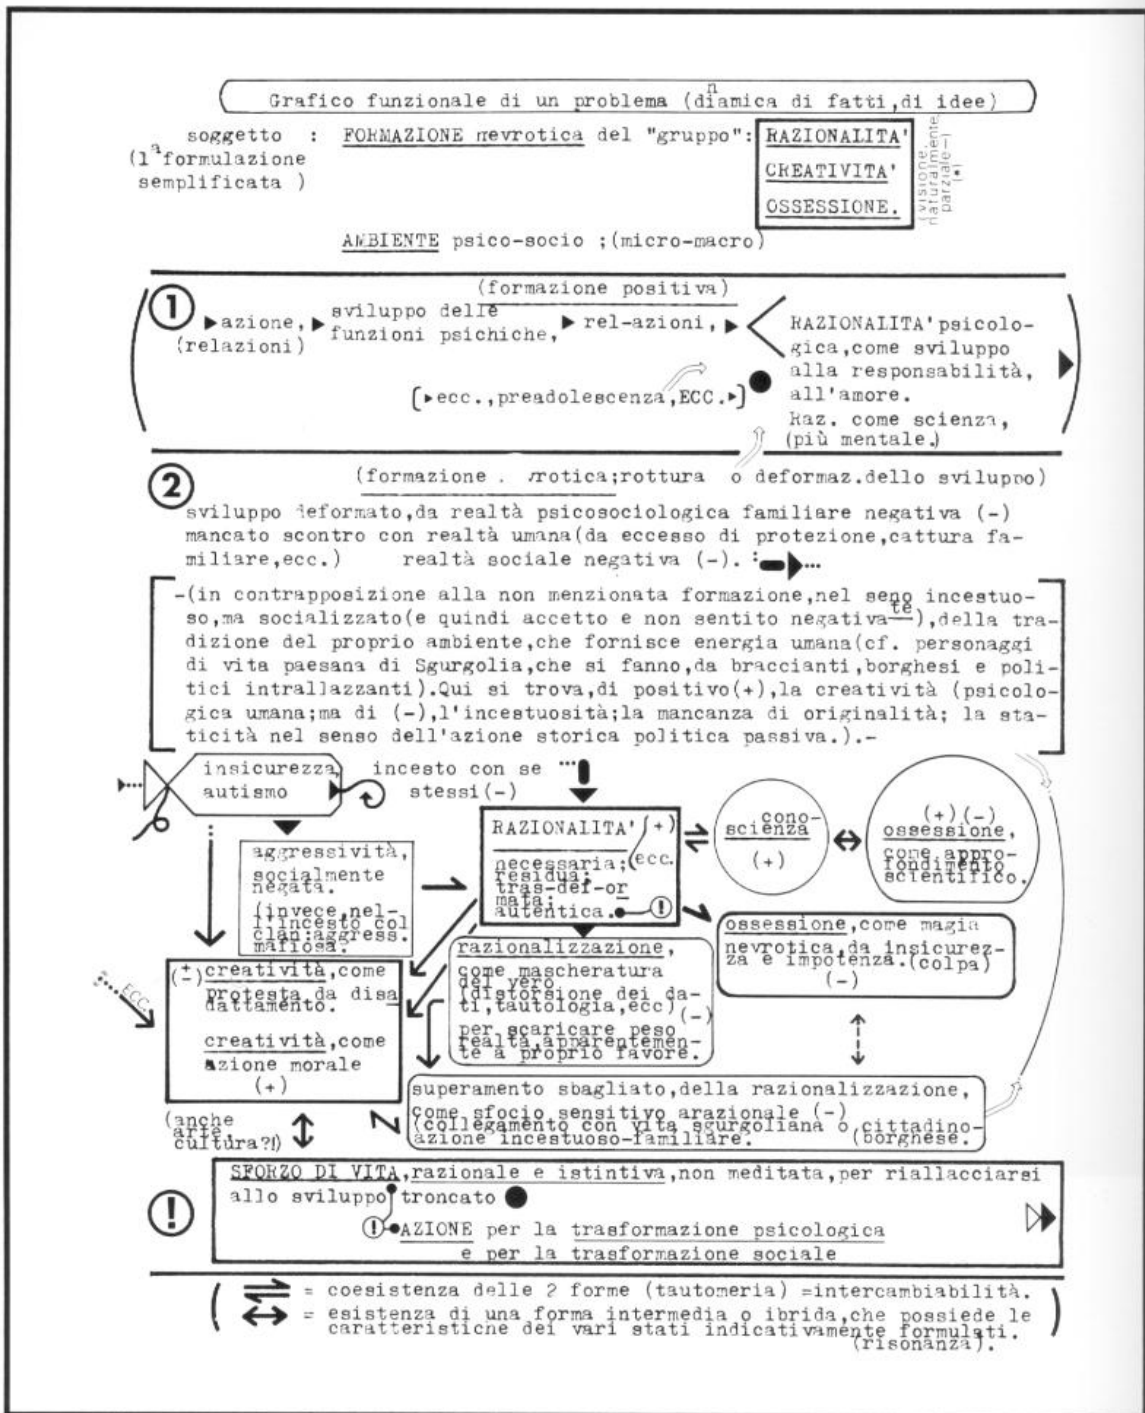 Grafico funzionale di un problema (dinamica di fatti,di idee)
soggetto : FORMAZIONE nevrotica del "gruppo":
(1ª formulazione
semplificata )
RAZIONALITA'
CREATIVITA'
OSSESSIONE.
(visione
naturalmente
parziale—)
(*)
AMBIENTE psico-socio ;(micro-macro)
(formazione positiva)
1
azione,
(relazioni)
sviluppo delle
funzioni psichiche,
rel-azioni,
RAZIONALITA' psicolo-
gica,come sviluppo
alla responsabilità,
all'amore.
Raz. come scienza,
(più mentale.)
[▸ecc.,preadolescenza,ECC.▸]
2
(formazione . rotica;rottura o deformaz.dello sviluppo)
sviluppo deformato,da realtà psicosociologica familiare negativa (-)
mancato scontro con realtà umana(da eccesso di protezione,cattura fa-
miliare,ecc.) realtà sociale negativa (-).
-(in contrapposizione alla non menzionata formazione,nel seno incestuo-
so,ma socializzato(e quindi accetto e non sentito negativate),della tra-
dizione del proprio ambiente,che fornisce energia umana(cf. personaggi
di vita paesana di Sgurgolia,che si fanno,da braccianti,borghesi e poli-
tici intrallazzanti).Qui si trova,di positivo(+),la creatività (psicolo-
gica umana;ma di (-),l'incestuosità;la mancanza di originalità; la sta-
ticità nel senso dell'azione storica politica passiva.).-
insicurezza,
autismo
incesto con se
stessi(-)
aggressività,
socialmente
negata.
(invece,nel-
l'incesto col
clan:aggress.
mafiosa.
RAZIONALITA'
(+)
(ecc.
necessaria;
residua;
tras-def-or
mata;
autentica.
!
cono-
scienza
(+)
(+)(-)
ossessione,
come appro-
fondimento
scientifico.
ossessione,come magia
nevrotica,da insicurez-
za e impotenza.(colpa)
(-)
ECC.
(±) creatività,come
protesta da disa
dattamento.
creatività,come
azione morale
(+)
razionalizzazione,
come mascheratura
del vero
(distorsione dei da-
ti,tautologia,ecc)(-)
per scaricare peso
realtà,apparentemen-
te a proprio favore.
superamento sbagliato,della razionalizzazione,
come sfocio sensitivo arazionale (-)
(collegamento con vita sgurgoliana o cittadino-
azione incestuoso-familiare. (borghese.
(anche
arte,
cultura?!)
!
SFORZO DI VITA,razionale e istintiva,non meditata,per riallacciarsi
allo sviluppo troncato
!
AZIONE per la trasformazione psicologica
e per la trasformazione sociale
( ⇌ = coesistenza delle 2 forme (tautomeria) =intercambiabilità.
↔ = esistenza di una forma intermedia o ibrida,che possiede le
caratteristiche dei vari stati indicativamente formulati.
(risonanza). )